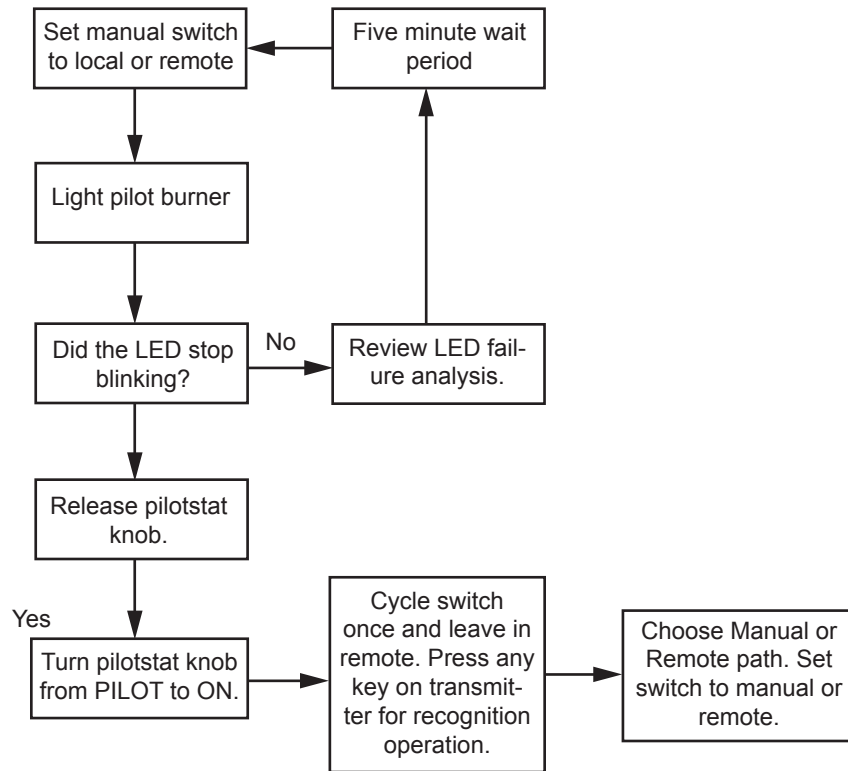 Set manual switch
to local or remote
Five minute wait
period
Light pilot burner
Did the LED stop
blinking?
No
Review LED fail-
ure analysis.
Release pilotstat
knob.
Yes
Turn pilotstat knob
from PILOT to ON.
Cycle switch
once and leave in
remote. Press any
key on transmit-
ter for recognition
operation.
Choose Manual or
Remote path. Set
switch to manual or
remote.